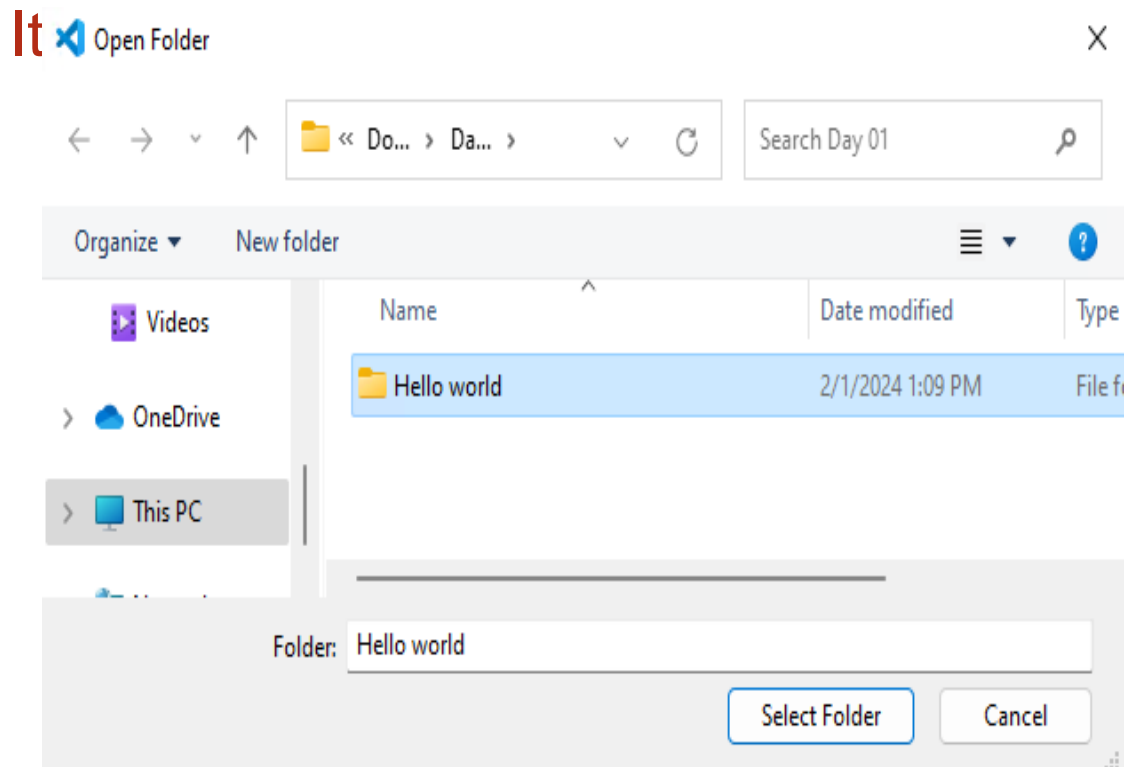 It Open Folder
« Do... › Da... ›
Search Day 01
Organize
New folder
?
Name
Date modified
Type
Videos
Hello world
2/1/2024 1:09 PM
OneDrive
This PC
Folder: Hello world
Select Folder
Cancel